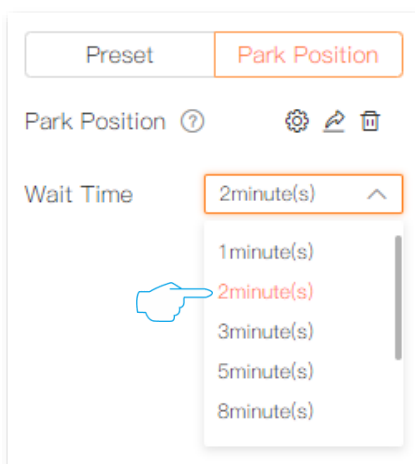 Preset Park Position
Park Position ?
Wait Time 2minute(s)
1minute(s)
2minute(s)
3minute(s)
5minute(s)
8minute(s)